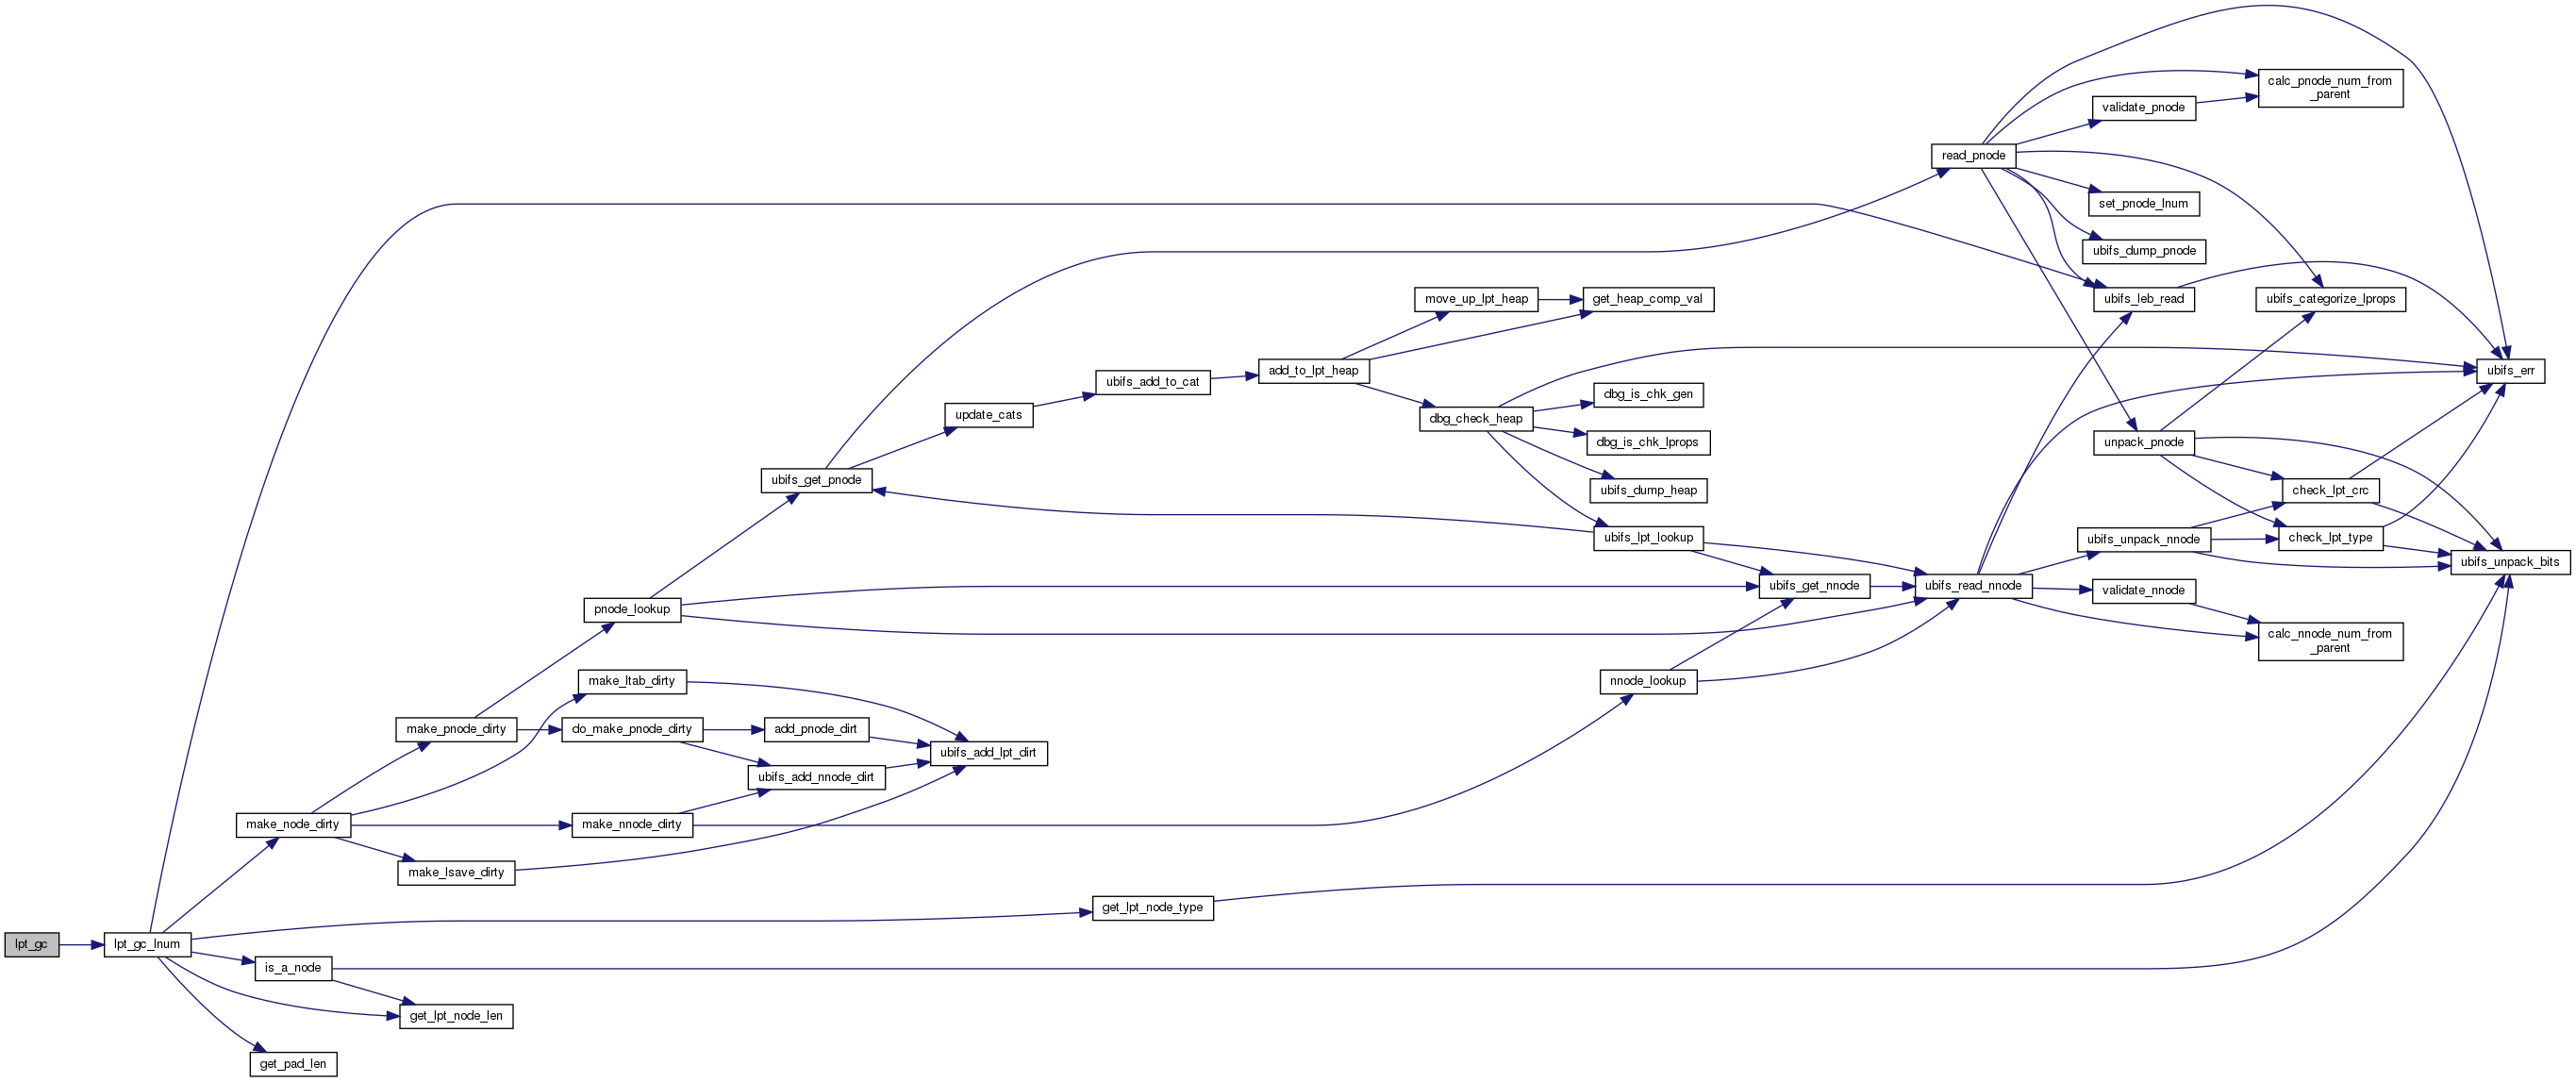 calc_pnode_num_from
_parent
validate_pnode
read_pnode
set_pnode_lnum
ubifs_dump_pnode
move_up_lpt_heap
get_heap_comp_val
ubifs_leb_read
ubifs_categorize_lprops
add_to_lpt_heap
ubifs_err
ubifs_add_to_cat
dbg_is_chk_gen
update_cats
dbg_check_heap
dbg_is_chk_lprops
unpack_pnode
ubifs_get_pnode
ubifs_dump_heap
check_lpt_crc
ubifs_lpt_lookup
ubifs_unpack_nnode
check_lpt_type
ubifs_unpack_bits
pnode_lookup
ubifs_get_nnode
ubifs_read_nnode
validate_nnode
calc_nnode_num_from
_parent
make_ltab_dirty
nnode_lookup
make_pnode_dirty
do_make_pnode_dirty
add_pnode_dirt
ubifs_add_lpt_dirt
ubifs_add_nnode_dirt
make_node_dirty
make_nnode_dirty
make_lsave_dirty
get_lpt_node_type
lpt_gc
lpt_gc_lnum
is_a_node
get_lpt_node_len
get_pad_len